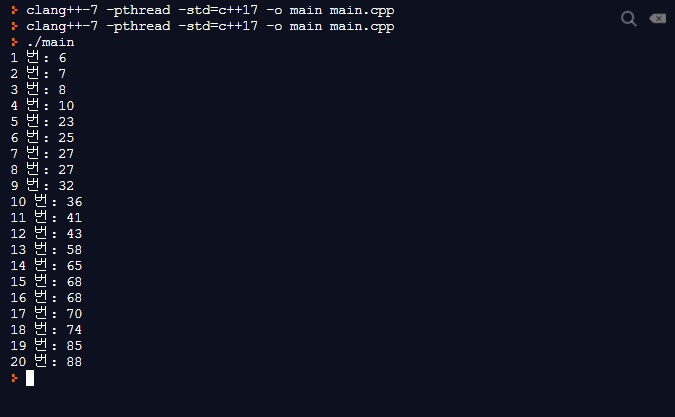 clang++-7 -pthread -std=c++17 -o main main.cpp
clang++-7 -pthread -std=c++17 -o main main.cpp
./main
1 번: 6
2 번: 7
3 번: 8
4 번: 10
5 번: 23
6 번: 25
7 번: 27
8 번: 27
9 번: 32
10 번: 36
11 번: 41
12 번: 43
13 번: 58
14 번: 65
15 번: 68
16 번: 68
17 번: 70
18 번: 74
19 번: 85
20 번: 88